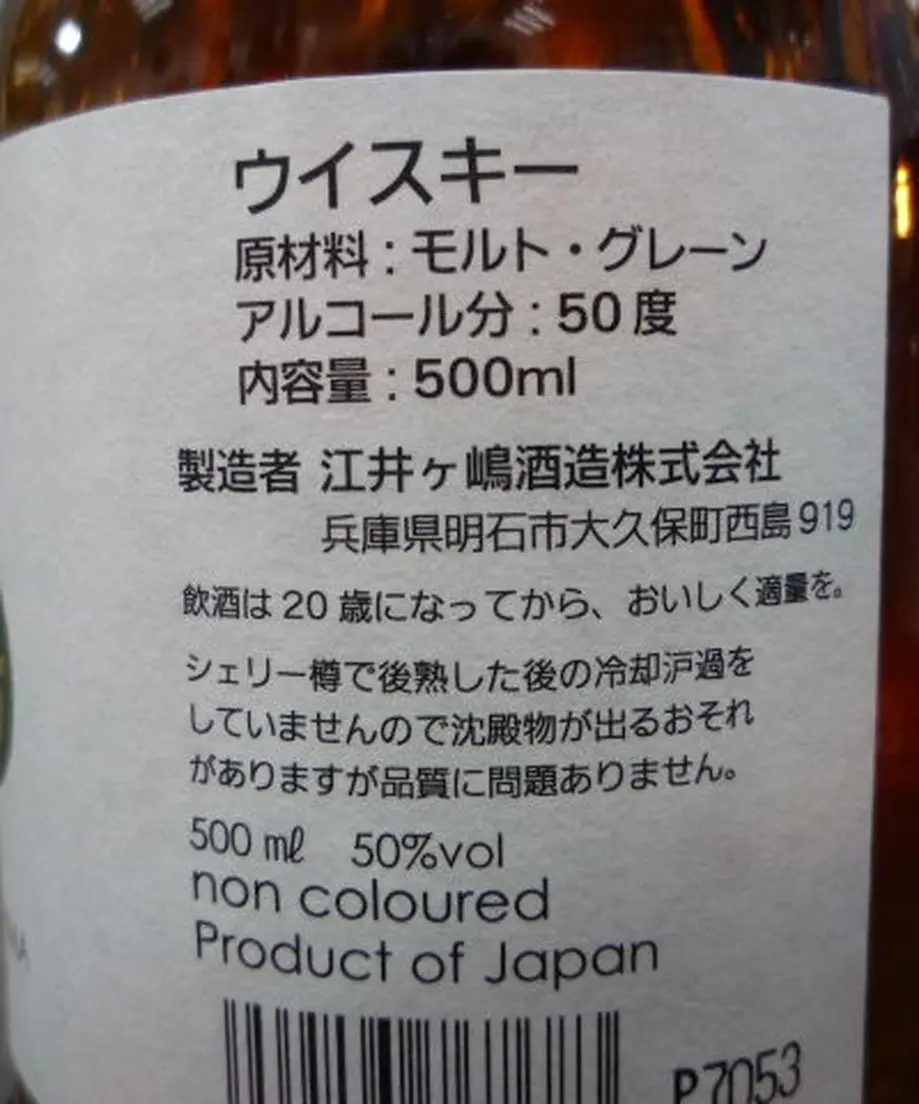 ウイスキー
原材料：モルト・グレーン
アルコール分：50度
内容量：500ml
製造者 江井ヶ嶋酒造株式会社
兵庫県明石市大久保町西島919
飲酒は20歳になってから、おいしく適量を。
シェリー樽で後熟した後の冷却沪過を
していませんので沈殿物が出るおそれ
がありますが品質に問題ありません。
500㎖ 50%vol
non coloured
Product of Japan
P7053